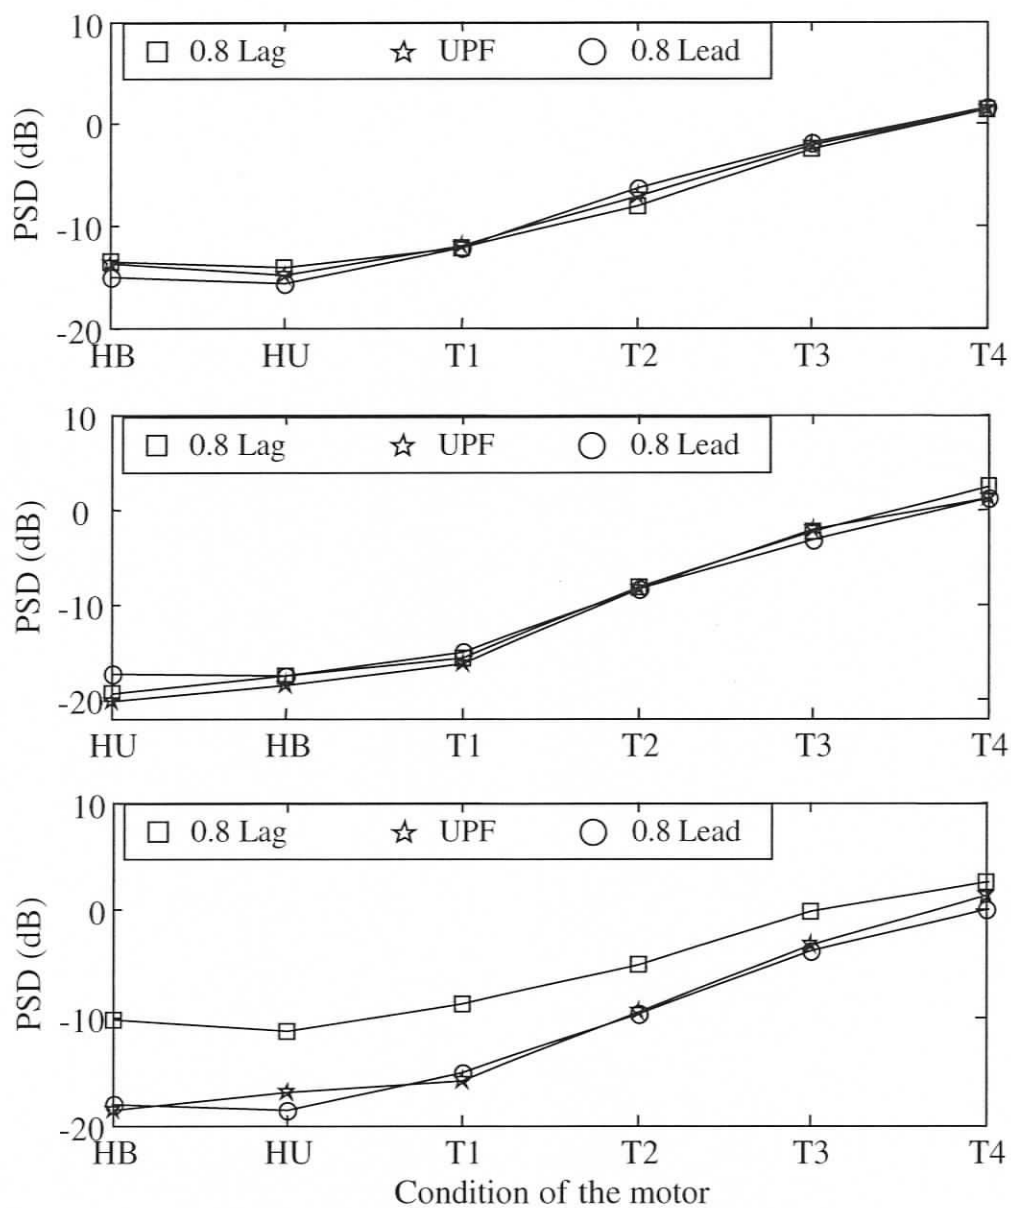 10
0.8 Lag UPF 0.8 Lead
0
PSD (dB)
-10
-20
HB HU T1 T2 T3 T4
10
0.8 Lag UPF 0.8 Lead
0
PSD (dB)
-10
-20
HU HB T1 T2 T3 T4
10
0.8 Lag UPF 0.8 Lead
0
PSD (dB)
-10
-20
HB HU T1 T2 T3 T4
Condition of the motor